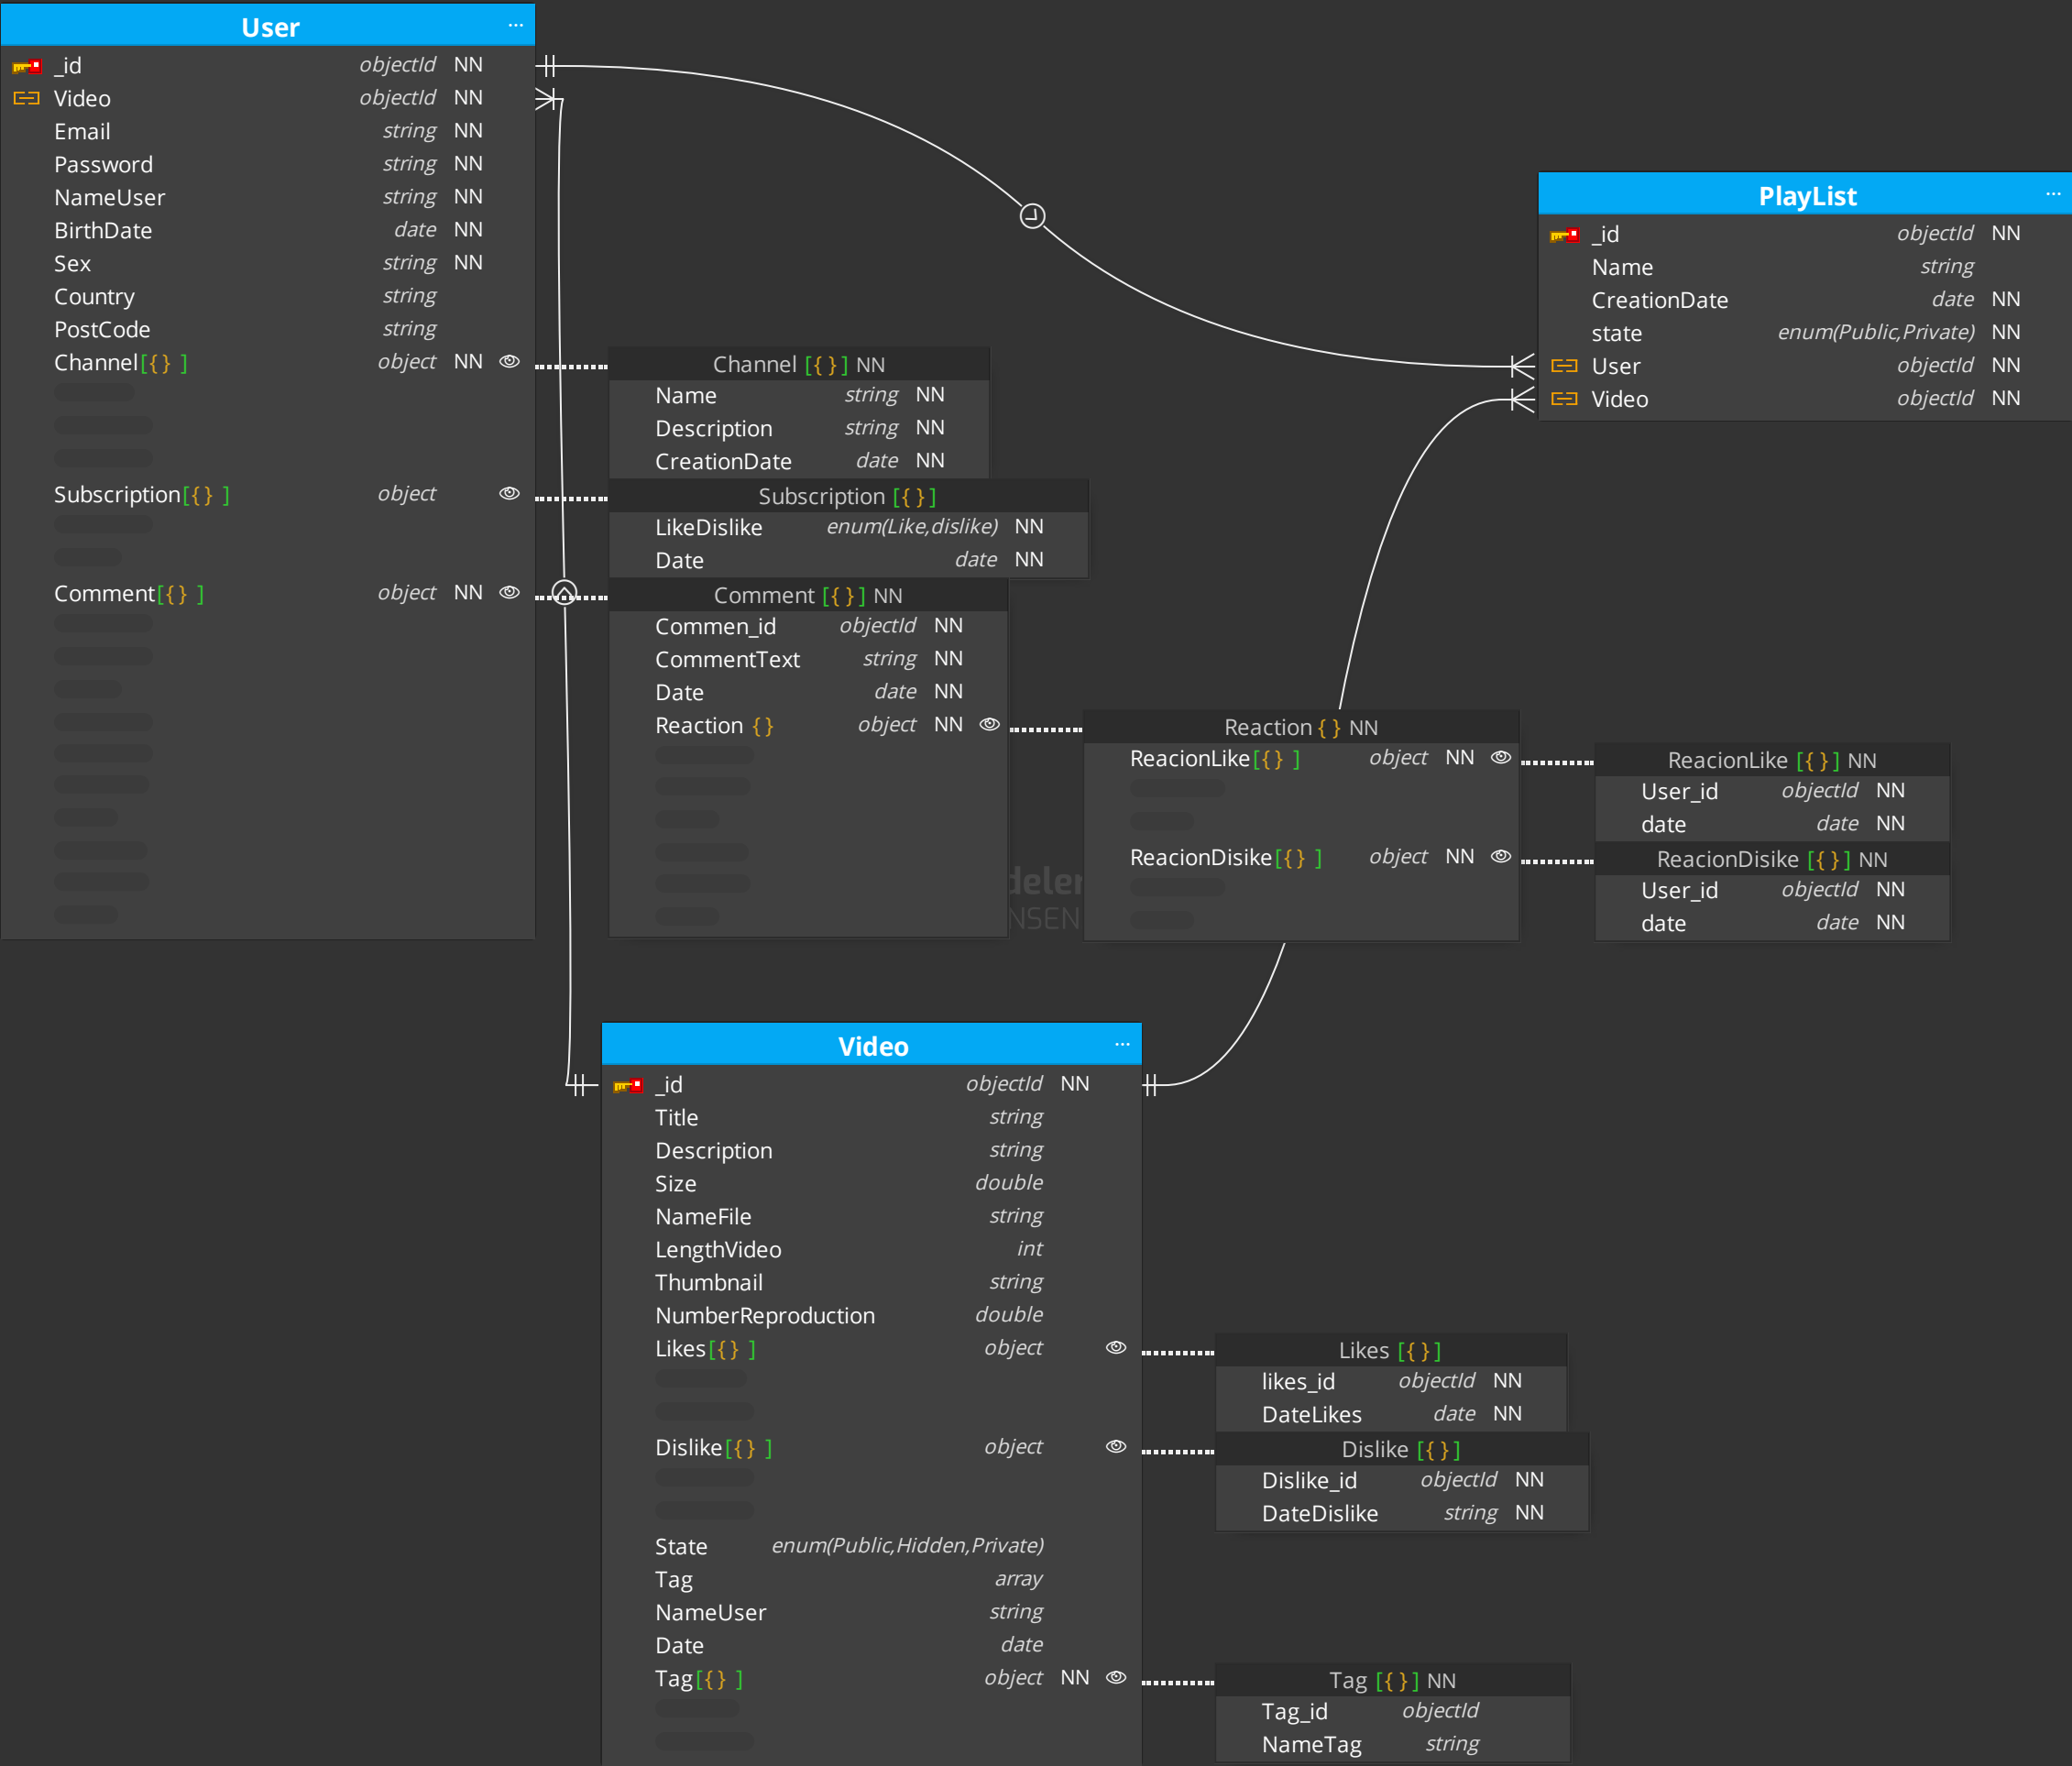 User ...
_id objectId NN
Video objectId NN
Email string NN
Password string NN
NameUser string NN
BirthDate date NN
Sex string NN
Country string
PostCode string
Channel[{} ] object NN
Subscription[{} ] object
Comment[{} ] object NN
Channel [{}] NN
Name string NN
Description string NN
CreationDate date NN
Subscription [{}]
LikeDislike enum(Like,dislike) NN
Date date NN
Comment [{}] NN
Commen_id objectId NN
CommentText string NN
Date date NN
Reaction {} object NN
Reaction {} NN
ReacionLike[{} ] object NN
ReacionDisike[{} ] object NN
ReacionLike [{}] NN
User_id objectId NN
date date NN
ReacionDisike [{}] NN
User_id objectId NN
date date NN
PlayList ...
_id objectId NN
Name string
CreationDate date NN
state enum(Public,Private) NN
User objectId NN
Video objectId NN
Video ...
_id objectId NN
Title string
Description string
Size double
NameFile string
LengthVideo int
Thumbnail string
NumberReproduction double
Likes[{} ] object
Dislike[{} ] object
State enum(Public,Hidden,Private)
Tag array
NameUser string
Date date
Tag[{} ] object NN
Likes [{}]
likes_id objectId NN
DateLikes date NN
Dislike [{}]
Dislike_id objectId NN
DateDislike string NN
Tag [{}] NN
Tag_id objectId
NameTag string